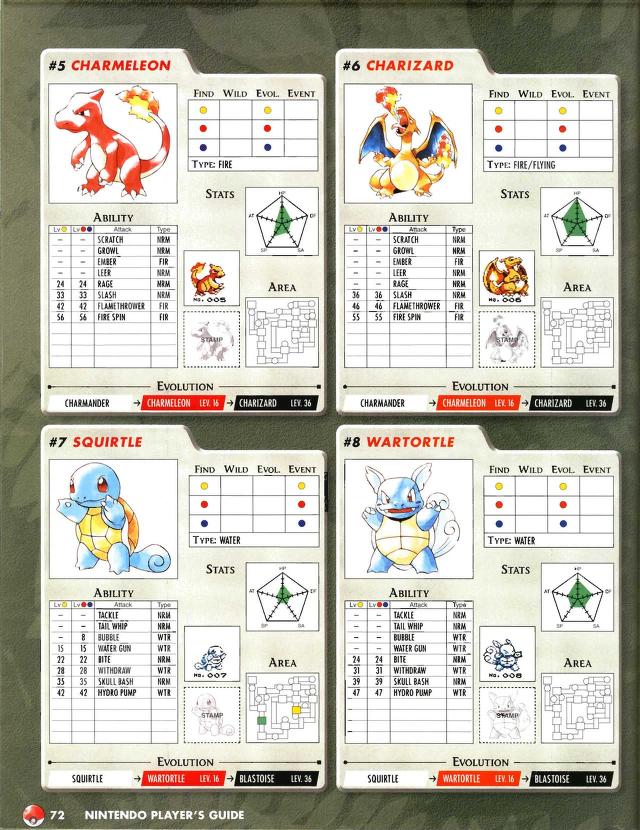 #5 CHARMELEON
FIND WILD EVOL. EVENT
TYPE: FIRE
STATS
HP
AT DF
SP SA
ABILITY
Lv Lv Attack Type
– – SCRATCH NRM
– – GROWL NRM
– – EMBER FIR
– – LEER NRM
24 24 RAGE NRM
33 33 SLASH NRM
42 42 FLAMETHROWER FIR
56 56 FIRE SPIN FIR
No. 005
STAMP
AREA
EVOLUTION
CHARMANDER → CHARMELEON LEV. 16 → CHARIZARD LEV. 36
#6 CHARIZARD
FIND WILD EVOL. EVENT
TYPE: FIRE/FLYING
STATS
HP
AT DF
SP SA
ABILITY
Lv Lv Attack Type
– – SCRATCH NRM
– – GROWL NRM
– – EMBER FIR
– – LEER NRM
– – RAGE NRM
36 36 SLASH NRM
46 46 FLAMETHROWER FIR
55 55 FIRE SPIN FIR
No. 006
STAMP
AREA
EVOLUTION
CHARMANDER → CHARMELEON LEV. 16 → CHARIZARD LEV. 36
#7 SQUIRTLE
FIND WILD EVOL. EVENT
TYPE: WATER
STATS
HP
AT DF
SP SA
ABILITY
Lv Lv Attack Type
– – TACKLE NRM
– – TAIL WHIP NRM
– 8 BUBBLE WTR
15 15 WATER GUN WTR
22 22 BITE NRM
28 28 WITHDRAW WTR
35 35 SKULL BASH NRM
42 42 HYDRO PUMP WTR
No. 007
STAMP
AREA
EVOLUTION
SQUIRTLE → WARTORTLE LEV. 16 → BLASTOISE LEV. 36
#8 WARTORTLE
FIND WILD EVOL. EVENT
TYPE: WATER
STATS
HP
AT DF
SP SA
ABILITY
Lv Lv Attack Type
– – TACKLE NRM
– – TAIL WHIP NRM
– – BUBBLE WTR
– – WATER GUN WTR
24 24 BITE NRM
31 31 WITHDRAW WTR
39 39 SKULL BASH NRM
47 47 HYDRO PUMP WTR
No. 008
STAMP
AREA
EVOLUTION
SQUIRTLE → WARTORTLE LEV. 16 → BLASTOISE LEV. 36
72 NINTENDO PLAYER'S GUIDE